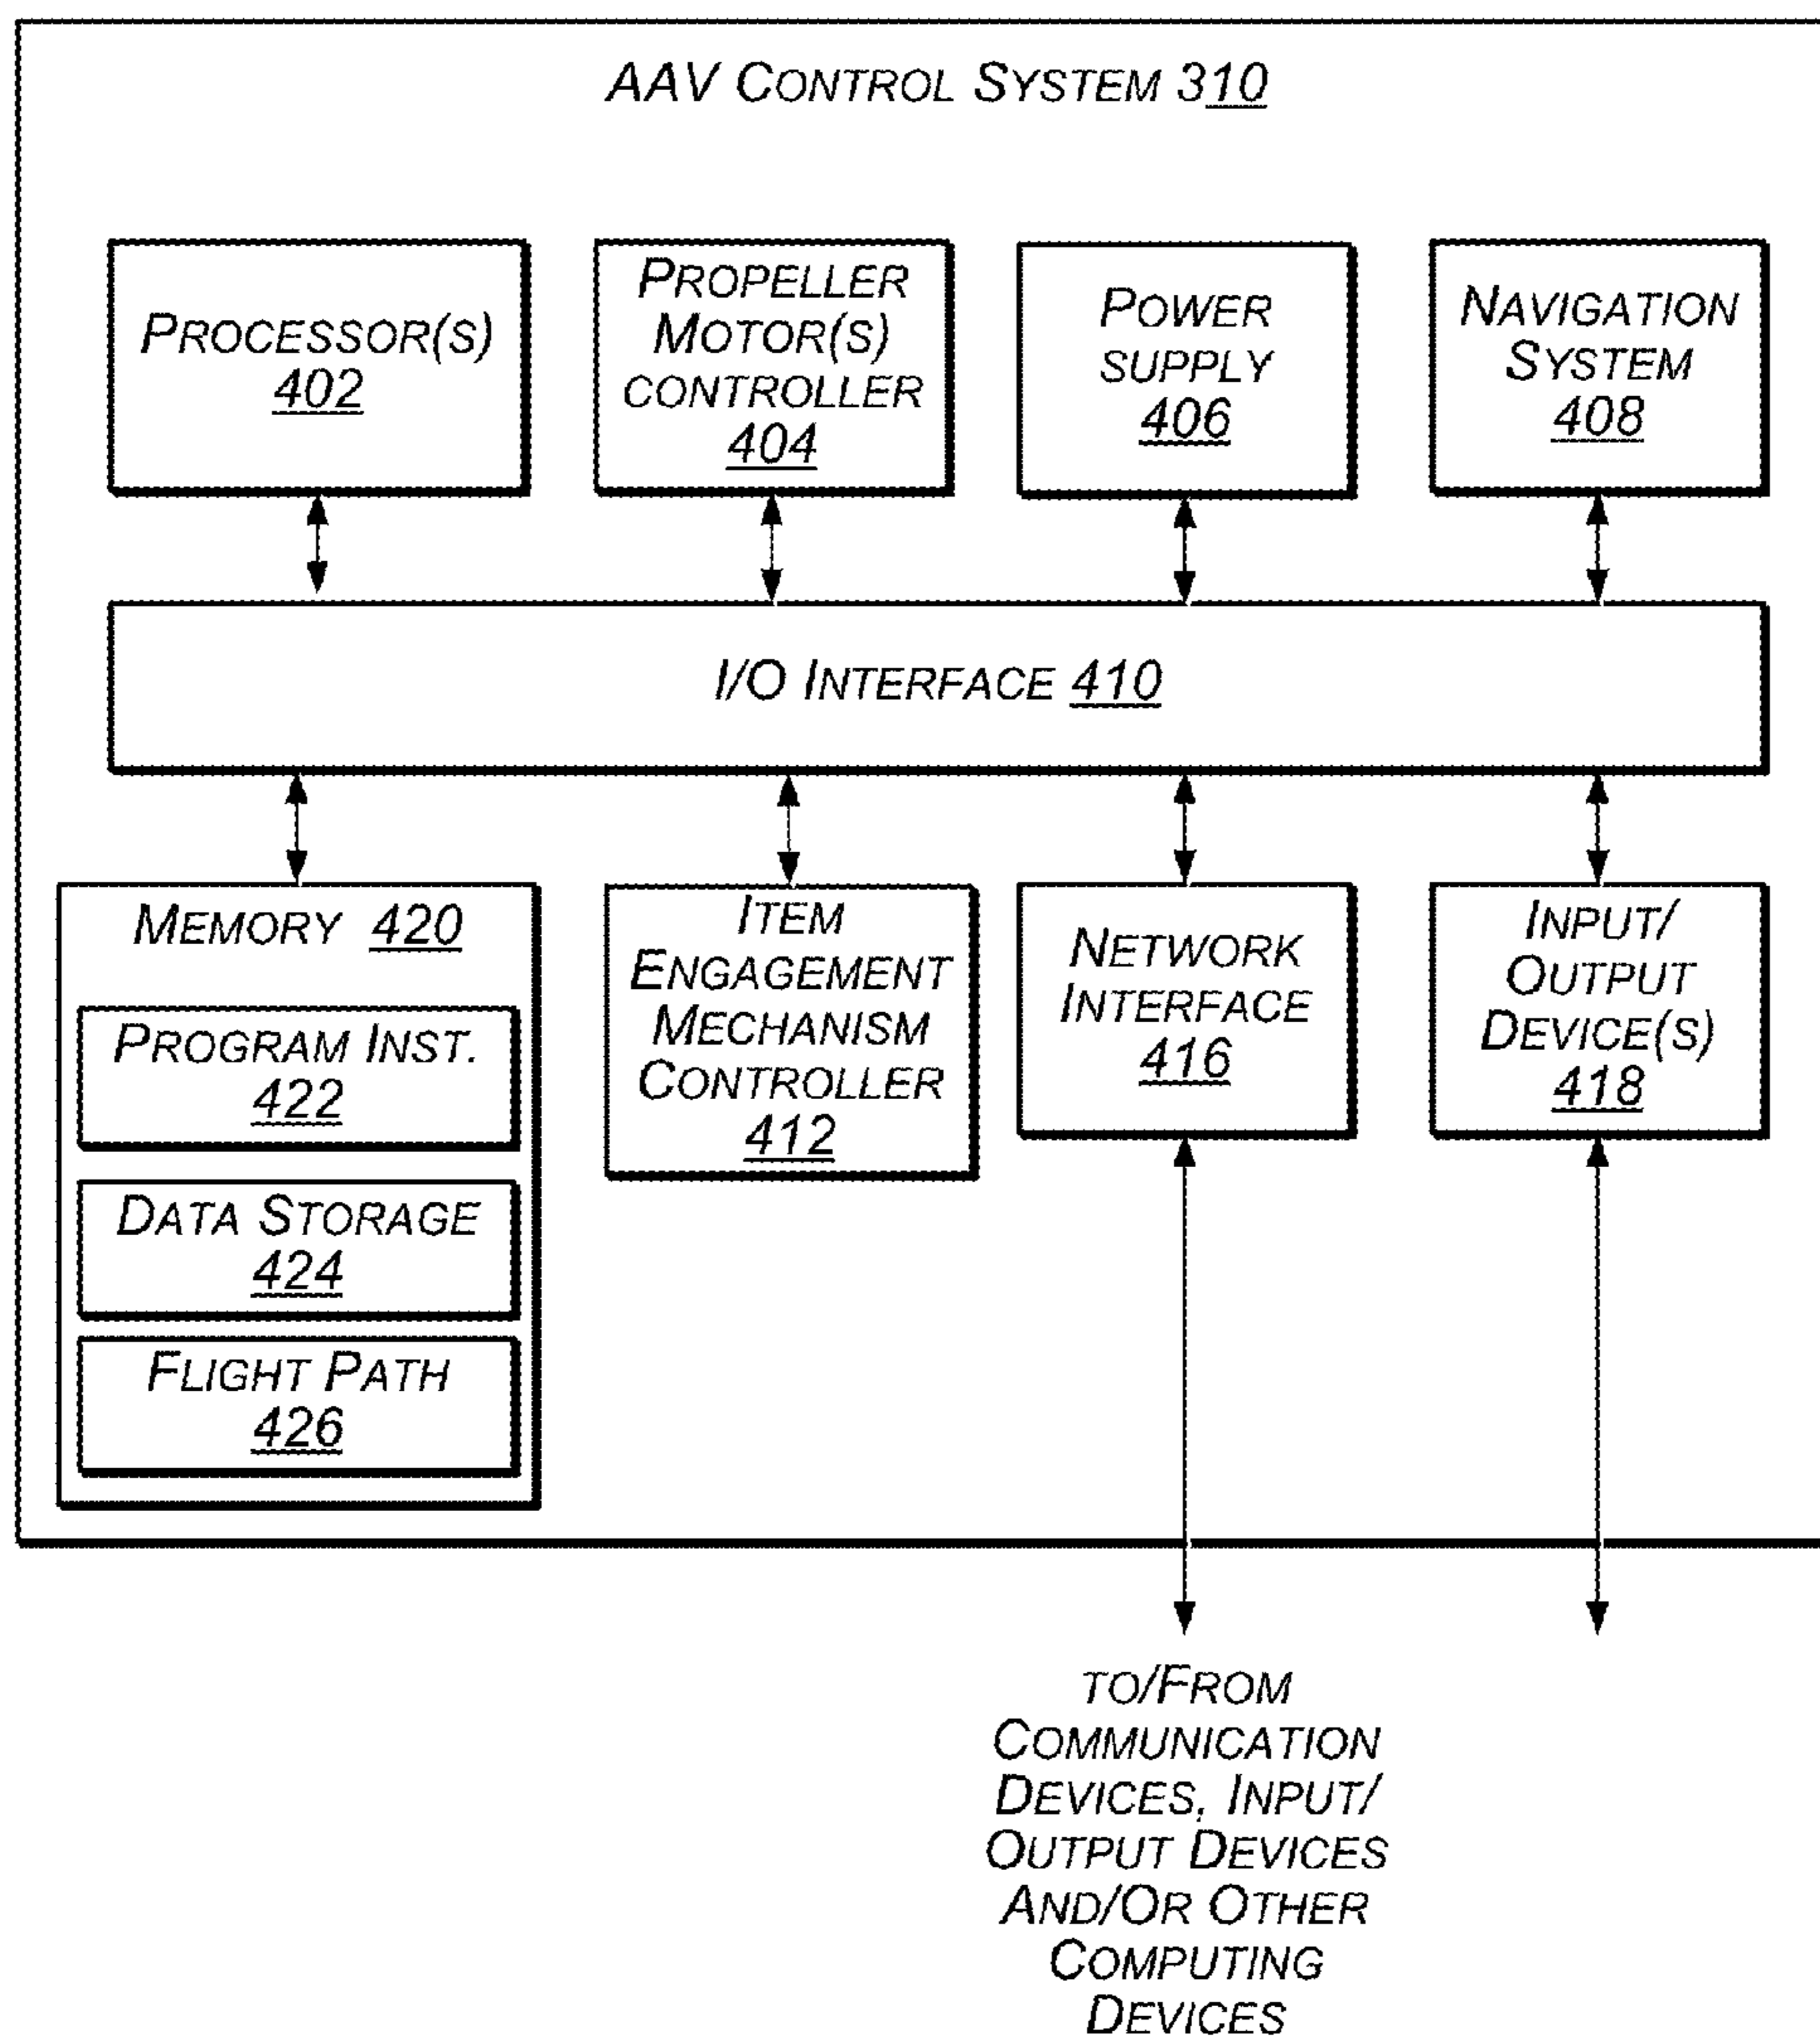 AAV CONTROL SYSTEM 310
PROCESSOR(S)
402
PROPELLER
MOTOR(S)
CONTROLLER
404
POWER
SUPPLY
406
NAVIGATION
SYSTEM
408
I/O INTERFACE 410
MEMORY 420
PROGRAM INST.
422
DATA STORAGE
424
FLIGHT PATH
426
ITEM
ENGAGEMENT
MECHANISM
CONTROLLER
412
NETWORK
INTERFACE
416
INPUT/
OUTPUT
DEVICE(S)
418
TO/FROM
COMMUNICATION
DEVICES, INPUT/
OUTPUT DEVICES
AND/OR OTHER
COMPUTING
DEVICES